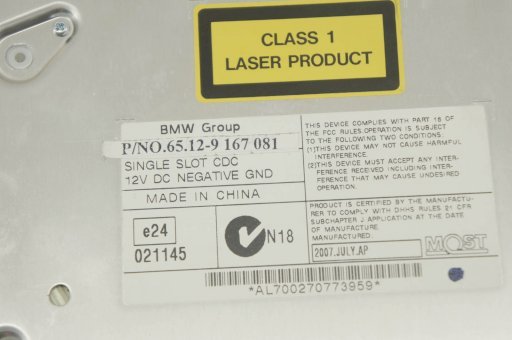 CLASS 1
LASER PRODUCT
BMW Group
P/NO.65.12-9 167 081
SINGLE SLOT CDC
12V DC NEGATIVE GND
MADE IN CHINA
e24
021145
N18
THIS DEVICE COMPLIES WITH PART 15 OF
THE FCC RULES.OPERATION IS SUBJECT
TO THE FOLLOWING TWO CONDITIONS:
(1)THIS DEVICE MAY NOT CAUSE HARMFUL
INTERFERENCE.
(2)THIS DEVICE MUST ACCEPT ANY INTER-
FERENCE RECEIVED INCLUDING INTER-
FERENCE THAT MAY CAUSE UNDESIRED
OPERATION.
PRODUCT IS CERTIFIED BY THE MANUFACTU-
RER TO COMPLY WITH DHHS RULES 21 CFR
SUBCHAPTER J APPLICATION AT THE DATE
OF MANUFACTURE.
MANUFACTURED.
2007.JULY.AP
MOST
*AL700270773959*